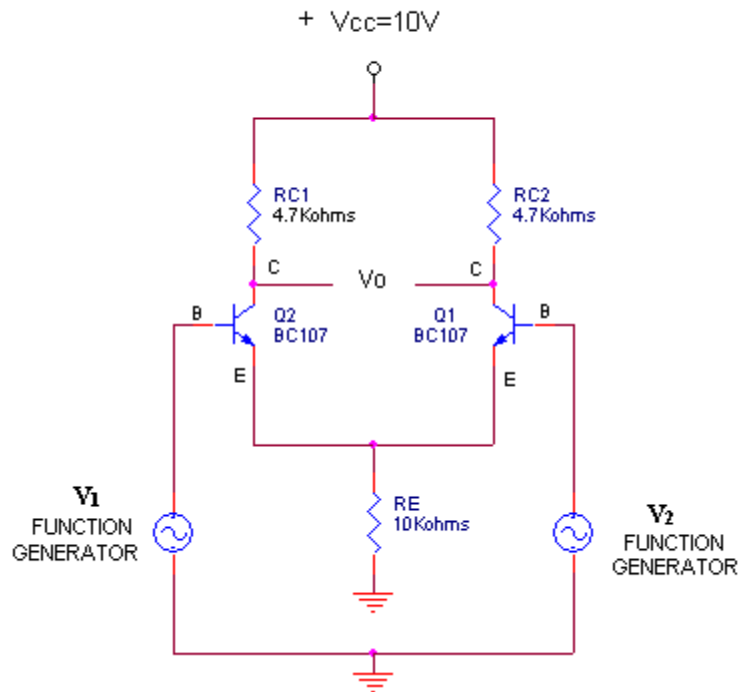 + Vcc=10V
RC1
4.7Kohms
RC2
4.7Kohms
C
Vo
C
B
Q2
BC107
Q1
BC107
B
E
E
V1
FUNCTION
GENERATOR
RE
10Kohms
V2
FUNCTION
GENERATOR